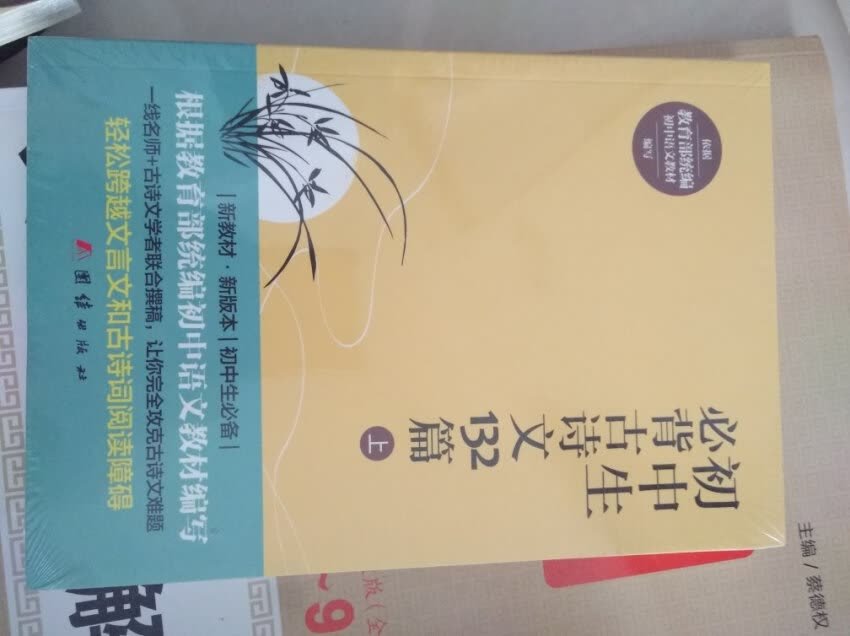 依据
教育部统编
初中语文教材
编写
初中生
必背古诗文
132篇
上
|新教材·新版本|初中生必备|
根据教育部统编初中语文教材编写
一线名师+古诗文学者联合撰稿，让你完全攻克古诗文难题
轻松跨越文言文和古诗词阅读障碍
团结出版社
主编/蔡德权
版(全
9
解